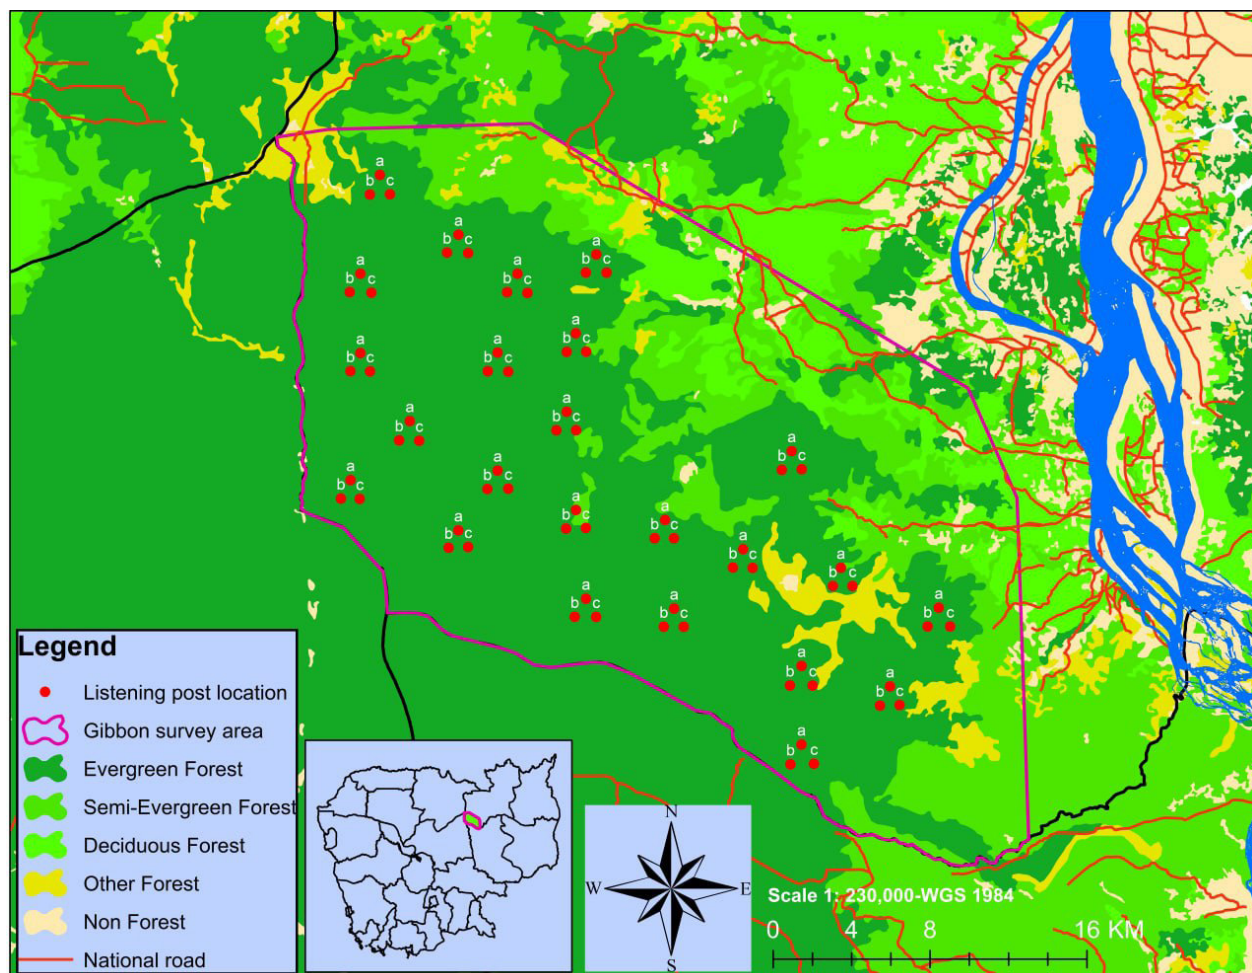 a
b c
a
b c
a
b c
a
b c
a
b c
a
b c
a
b c
a
b c
a
b c
a
b c
a
b c
a
b c
a
b c
a
b c
a
b c
a
b c
a
b c
a
b c
a
b c
a
b c
a
b c
a
b c
a
b c
a
b c
Legend
Listening post location
Gibbon survey area
Evergreen Forest
Semi-Evergreen Forest
Deciduous Forest
Other Forest
Non Forest
National road
N
W E
S
Scale 1: 230,000-WGS 1984
0 4 8 16 KM